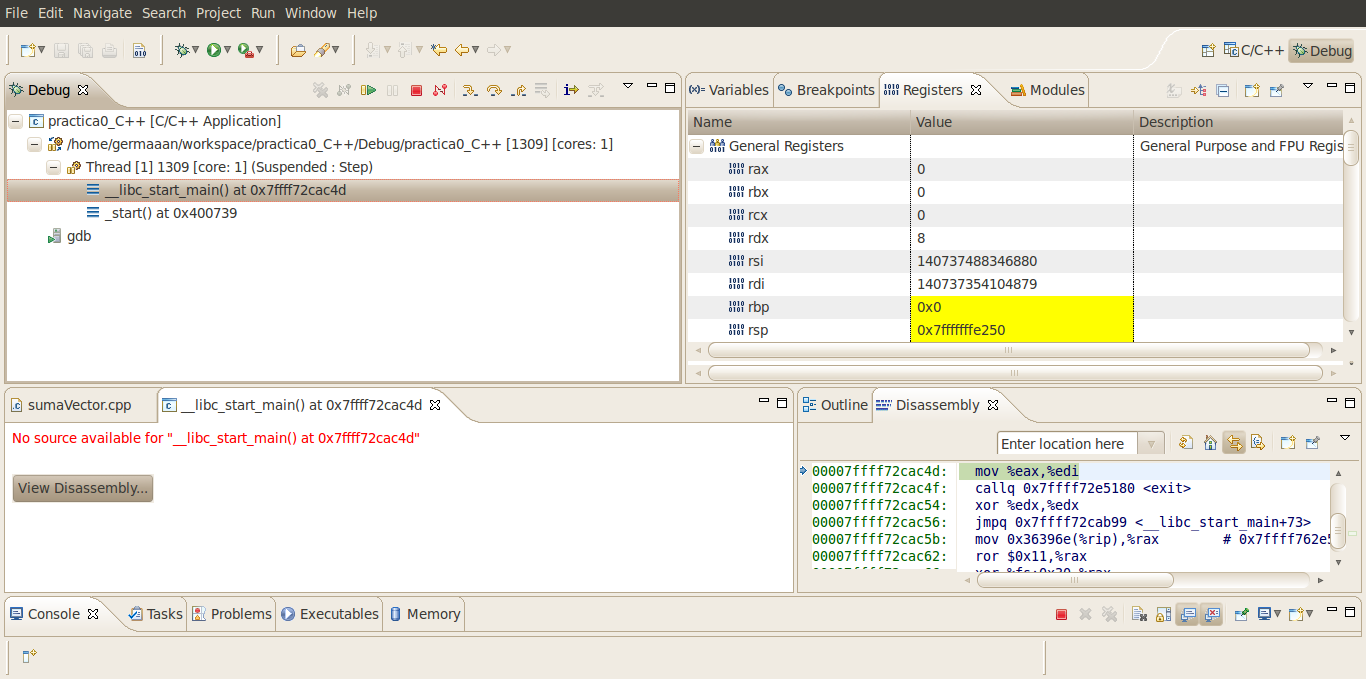 File Edit Navigate Search Project Run Window Help
C/C++ Debug
Debug
practica0_C++ [C/C++ Application]
/home/germaaan/workspace/practica0_C++/Debug/practica0_C++ [1309] [cores: 1]
Thread [1] 1309 [core: 1] (Suspended : Step)
__libc_start_main() at 0x7ffff72cac4d
_start() at 0x400739
gdb
Variables Breakpoints Registers Modules
Name Value Description
General Registers General Purpose and FPU Regis
rax 0
rbx 0
rcx 0
rdx 8
rsi 140737488346880
rdi 140737354104879
rbp 0x0
rsp 0x7fffffffe250
sumaVector.cpp __libc_start_main() at 0x7ffff72cac4d
No source available for "__libc_start_main() at 0x7ffff72cac4d"
View Disassembly...
Outline Disassembly
Enter location here
00007ffff72cac4d: mov %eax,%edi
00007ffff72cac4f: callq 0x7ffff72e5180 <exit>
00007ffff72cac54: xor %edx,%edx
00007ffff72cac56: jmpq 0x7ffff72cab99 <__libc_start_main+73>
00007ffff72cac5b: mov 0x36396e(%rip),%rax # 0x7ffff762e5
00007ffff72cac62: ror $0x11,%rax
Console Tasks Problems Executables Memory